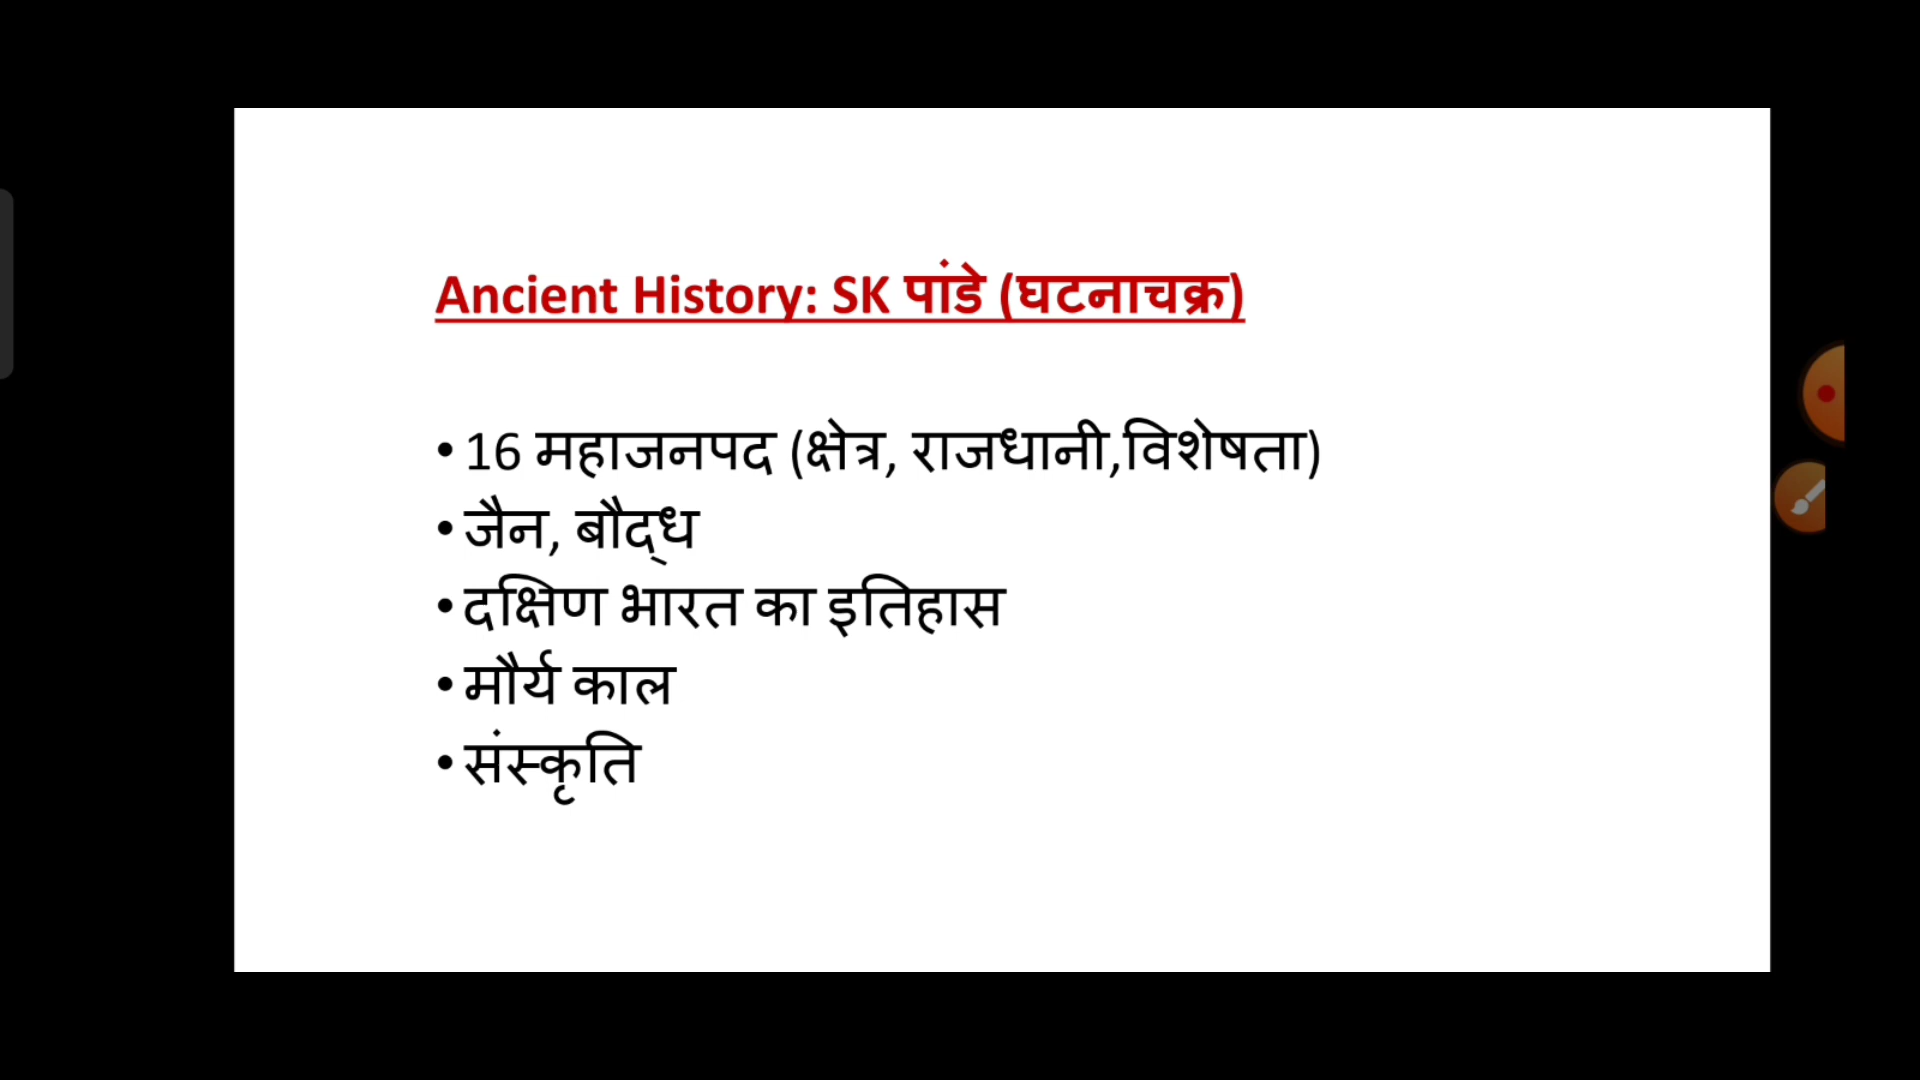 Ancient History: SK पांडे (घटनाचक्र)
• 16 महाजनपद (क्षेत्र, राजधानी,विशेषता)
• जैन, बौद्ध
• दक्षिण भारत का इतिहास
• मौर्य काल
• संस्कृति